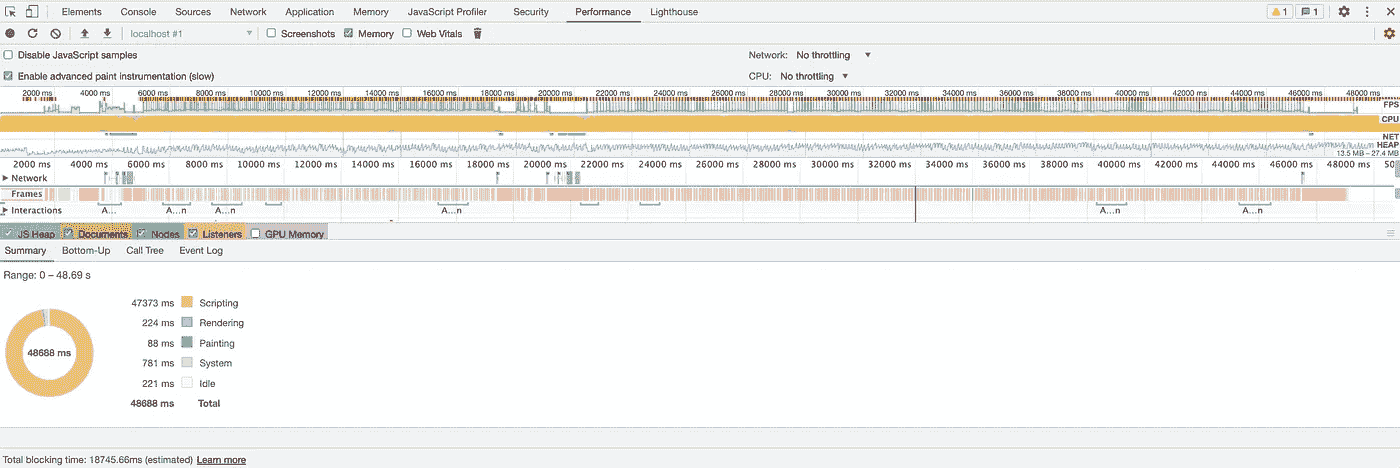 Elements Console Sources Network Application Memory JavaScript Profiler Security Performance Lighthouse 1 1
localhost #1 Screenshots Memory Web Vitals
Disable JavaScript samples Network: No throttling
Enable advanced paint instrumentation (slow) CPU: No throttling
2000 ms 4000 ms 6000 ms 8000 ms 10000 ms 12000 ms 14000 ms 16000 ms 18000 ms 20000 ms 22000 ms 24000 ms 26000 ms 28000 ms 30000 ms 32000 ms 34000 ms 36000 ms 38000 ms 40000 ms 42000 ms 44000 ms 46000 ms 48000 ms
FPS
CPU
NET
HEAP
13.5 MB – 27.4 MB
2000 ms 4000 ms 6000 ms 8000 ms 10000 ms 12000 ms 14000 ms 16000 ms 18000 ms 20000 ms 22000 ms 24000 ms 26000 ms 28000 ms 30000 ms 32000 ms 34000 ms 36000 ms 38000 ms 40000 ms 42000 ms 44000 ms 46000 ms 48000 ms 50
Network
Frames
Interactions A... A...n A...n A...n A...n A...n
JS Heap Documents Nodes Listeners GPU Memory
Summary Bottom-Up Call Tree Event Log
Range: 0 – 48.69 s
47373 ms Scripting
224 ms Rendering
88 ms Painting
48688 ms
781 ms System
221 ms Idle
48688 ms Total
Total blocking time: 18745.66ms (estimated) Learn more